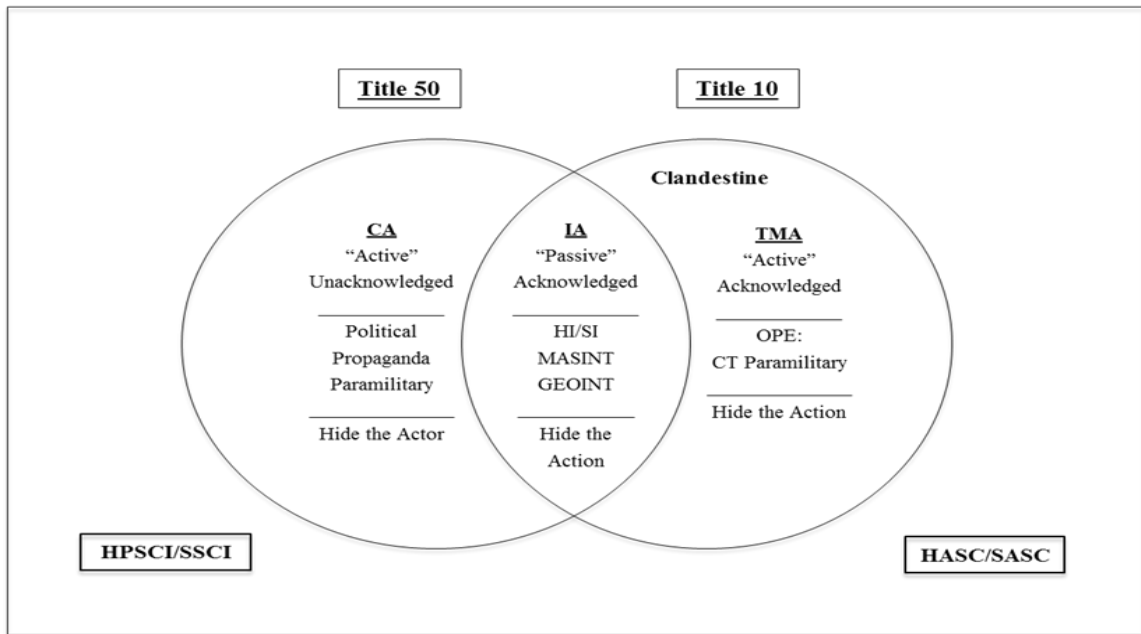 Title 50
Title 10
Clandestine
CA
“Active”
Unacknowledged
Political
Propaganda
Paramilitary
Hide the Actor
IA
“Passive”
Acknowledged
HI/SI
MASINT
GEOINT
Hide the
Action
TMA
“Active”
Acknowledged
OPE:
CT Paramilitary
Hide the Action
HPSCI/SSCI
HASC/SASC